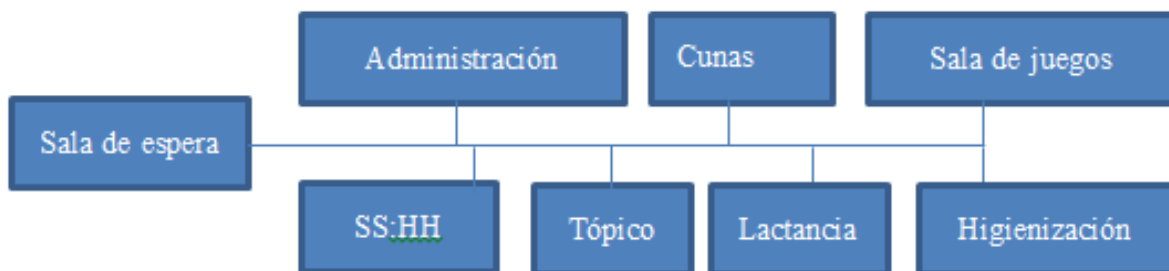 Administración
Cunas
Sala de juegos
Sala de espera
SS:HH
Tópico
Lactancia
Higienización